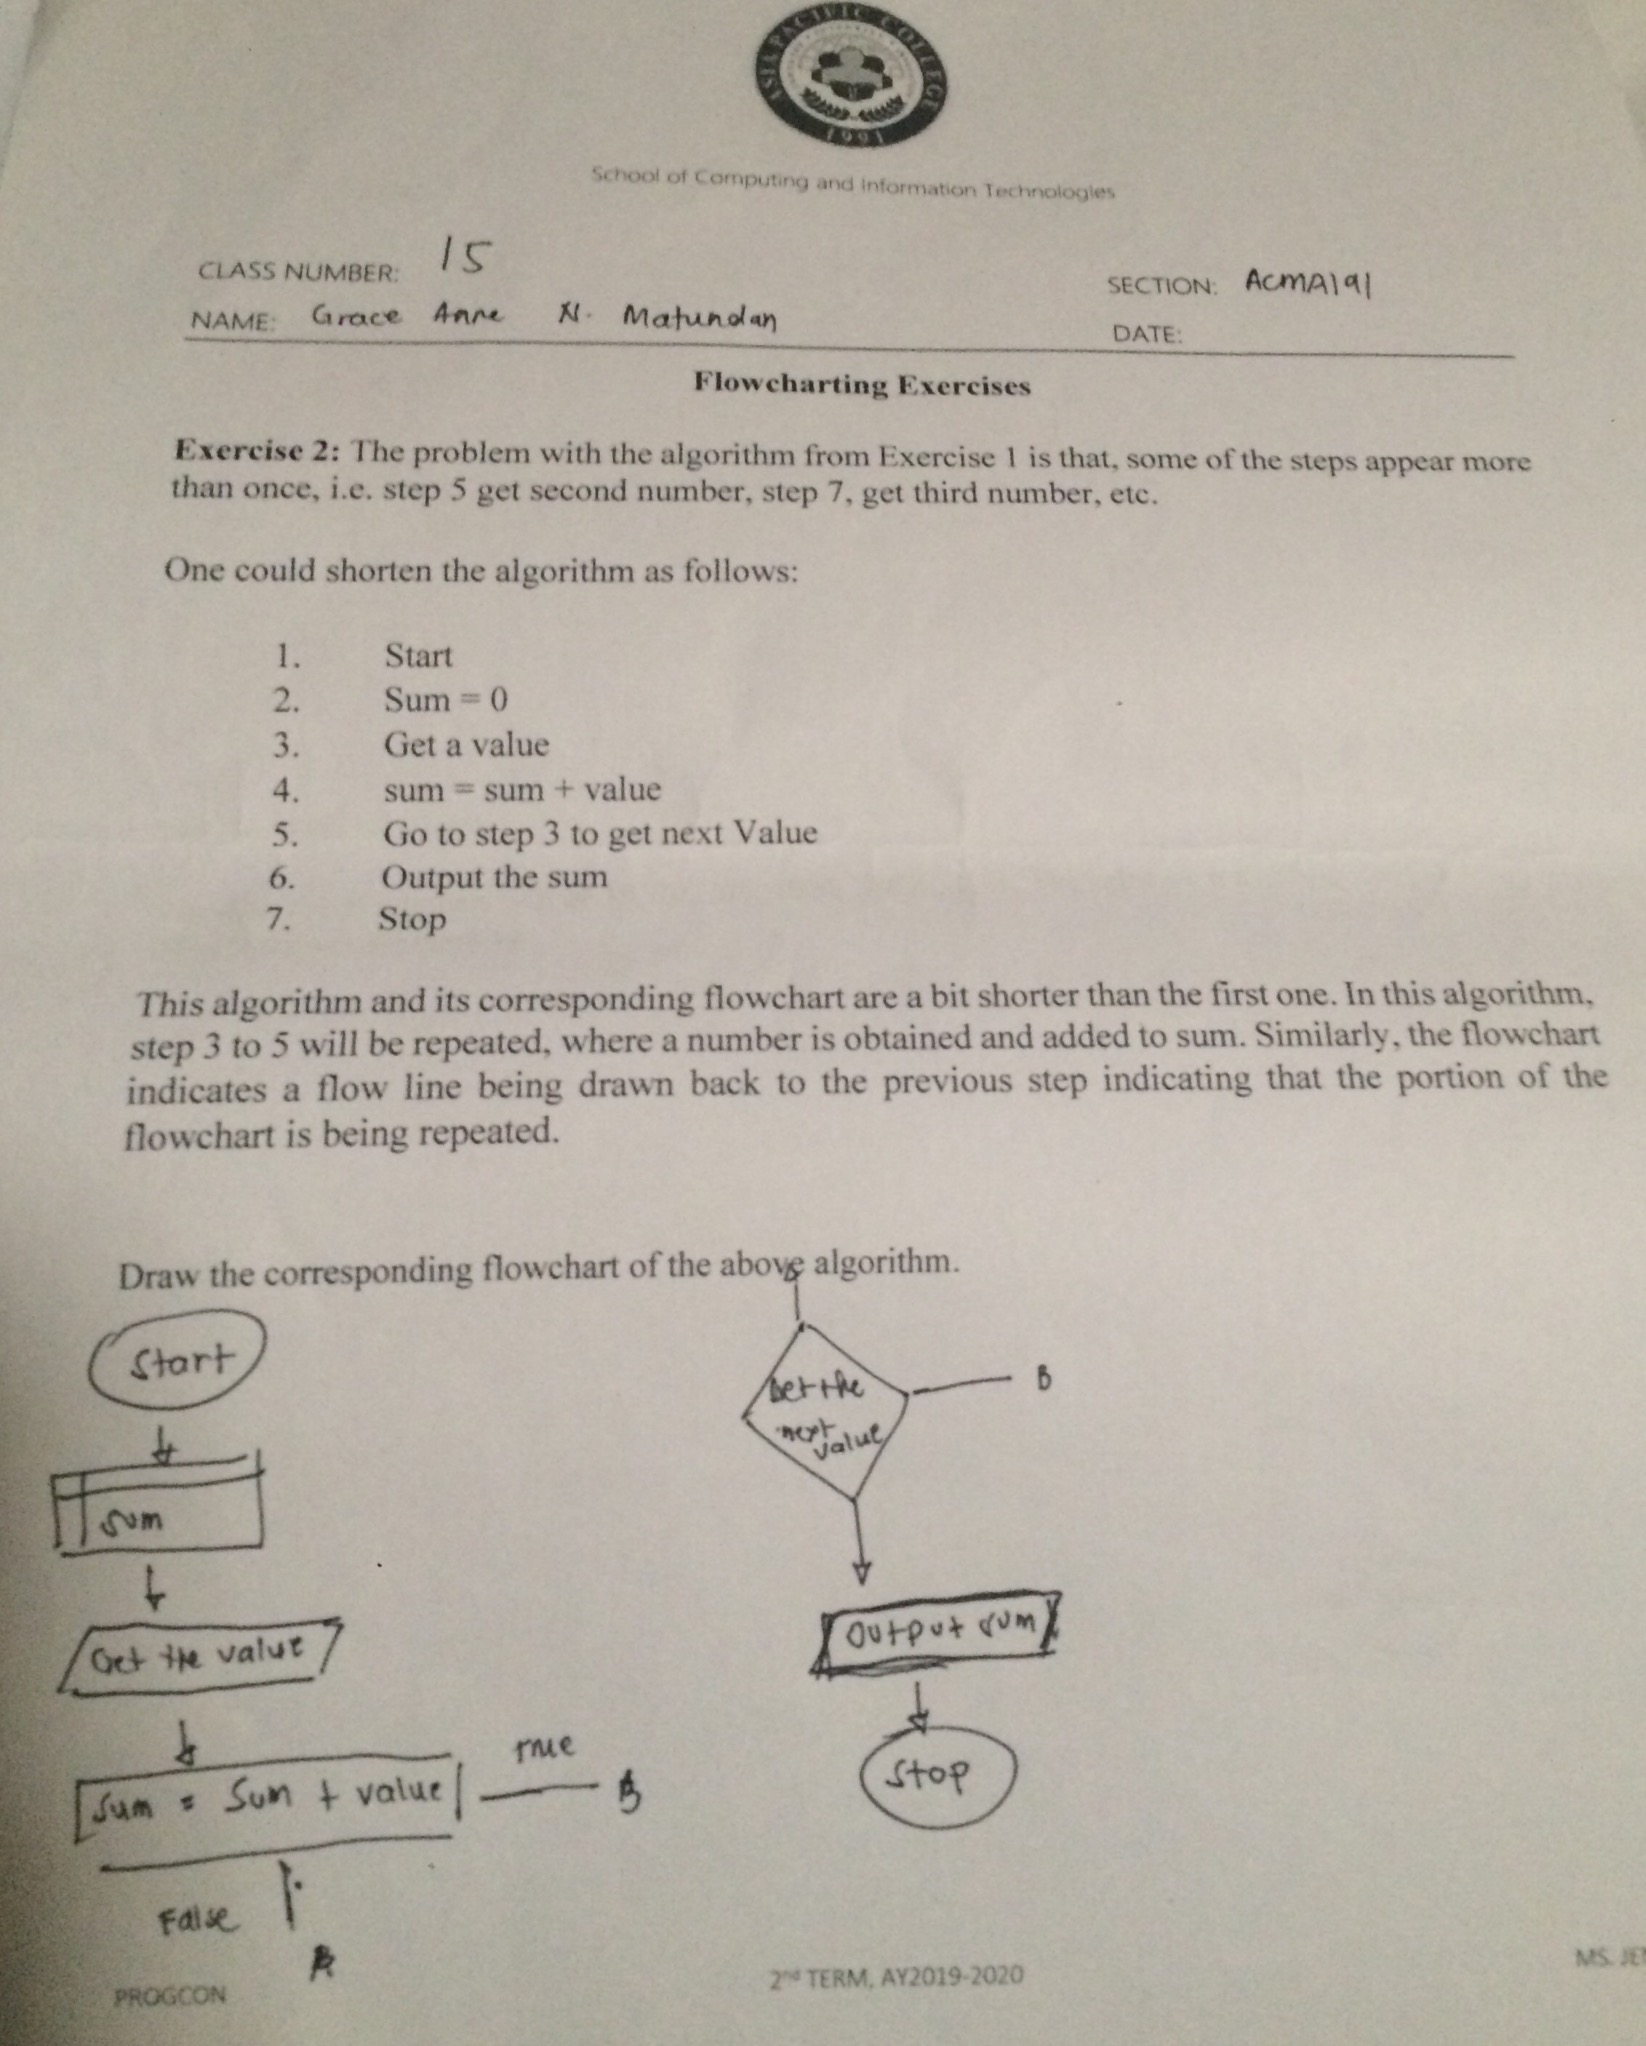 ASIA PACIFIC COLLEGE
1991
School of Computing and Information Technologies
CLASS NUMBER: 15
SECTION: ACMA191
NAME: Grace Anne N. Matundan
DATE:
Flowcharting Exercises
Exercise 2: The problem with the algorithm from Exercise 1 is that, some of the steps appear more
than once, i.e. step 5 get second number, step 7, get third number, etc.
One could shorten the algorithm as follows:
1. Start
2. Sum = 0
3. Get a value
4. sum = sum + value
5. Go to step 3 to get next Value
6. Output the sum
7. Stop
This algorithm and its corresponding flowchart are a bit shorter than the first one. In this algorithm,
step 3 to 5 will be repeated, where a number is obtained and added to sum. Similarly, the flowchart
indicates a flow line being drawn back to the previous step indicating that the portion of the
flowchart is being repeated.
Draw the corresponding flowchart of the above algorithm.
Start
sum
Get the value
sum = sum + value
True
B
False
Get the
next
value
B
Output sum
Stop
PROGCON
2nd TERM, AY2019-2020
MS.